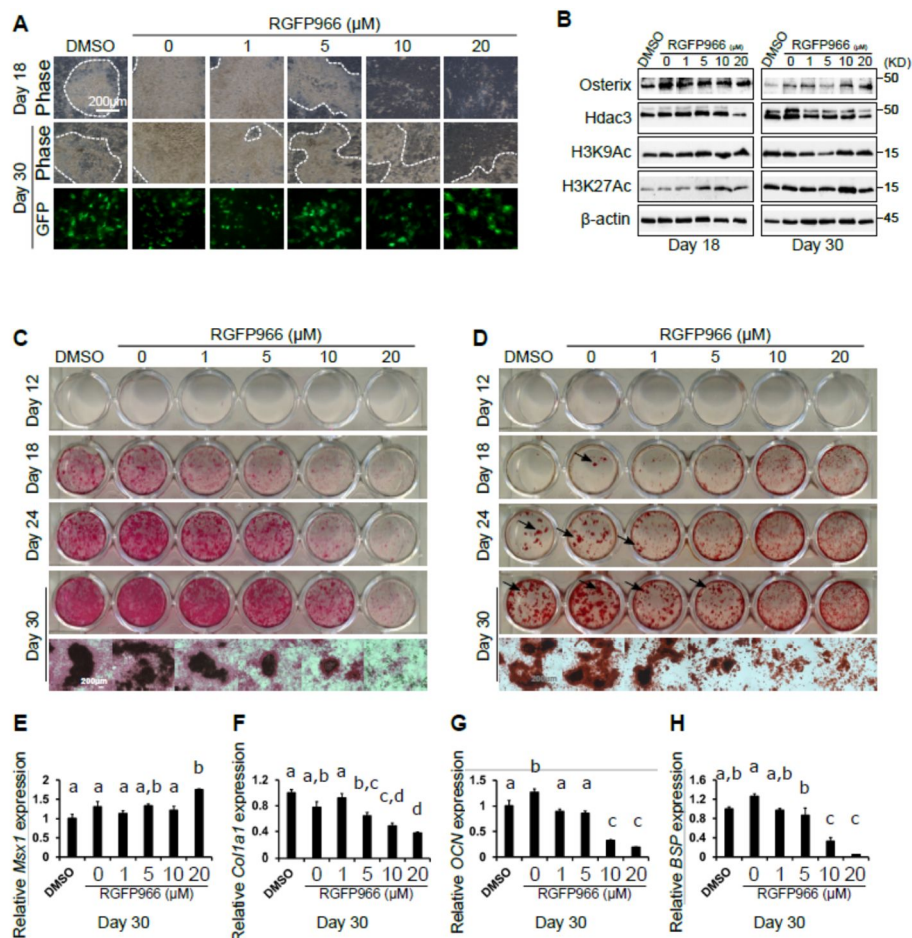 A
RGFP966 (µM)
DMSO 0 1 5 10 20
Day 18
Phase
200µm
Day 30
Phase
GFP
B
DMSO RGFP966 (µM) DMSO RGFP966 (µM)
0 1 5 10 20 0 1 5 10 20 (KD)
Osterix 50
Hdac3 50
H3K9Ac 15
H3K27Ac 15
β-actin 45
Day 18 Day 30
C
RGFP966 (µM)
DMSO 0 1 5 10 20
Day 12
Day 18
Day 24
Day 30
200µm
D
RGFP966 (µM)
DMSO 0 1 5 10 20
Day 12
Day 18
Day 24
Day 30
E
Relative Msx1 expression
2
1.5
1
0.5
0
a a a a,b a b
DMSO 0 1 5 10 20
RGFP966 (µM)
Day 30
F
Relative Col1a1 expression
1.2
0.8
0.4
0
a a,b a b,c c,d d
DMSO 0 1 5 10 20
RGFP966 (µM)
Day 30
G
Relative OCN expression
1.5
1
0.5
0
a b a a c c
DMSO 0 1 5 10 20
RGFP966 (µM)
Day 30
H
Relative BSP expression
1.6
1.2
0.8
0.4
0
a,b a a,b b c c
DMSO 0 1 5 10 20
RGFP966 (µM)
Day 30